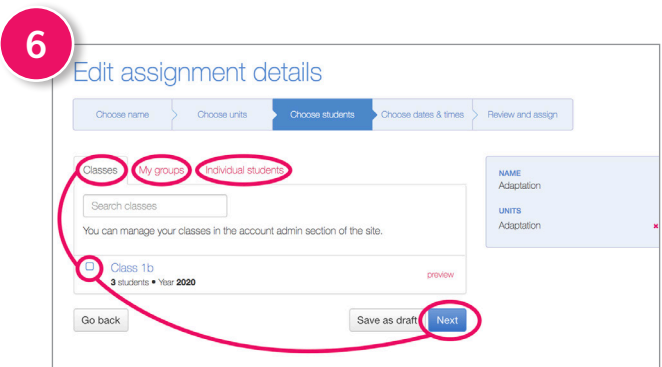 6
Edit assignment details
Choose name
Choose units
Choose students
Choose dates & times
Review and assign
Classes
My groups
Individual students
Search classes
You can manage your classes in the account admin section of the site.
Class 1b
3 students • Year 2020
preview
Go back
Save as draft
Next
NAME
Adaptation
UNITS
Adaptation ×